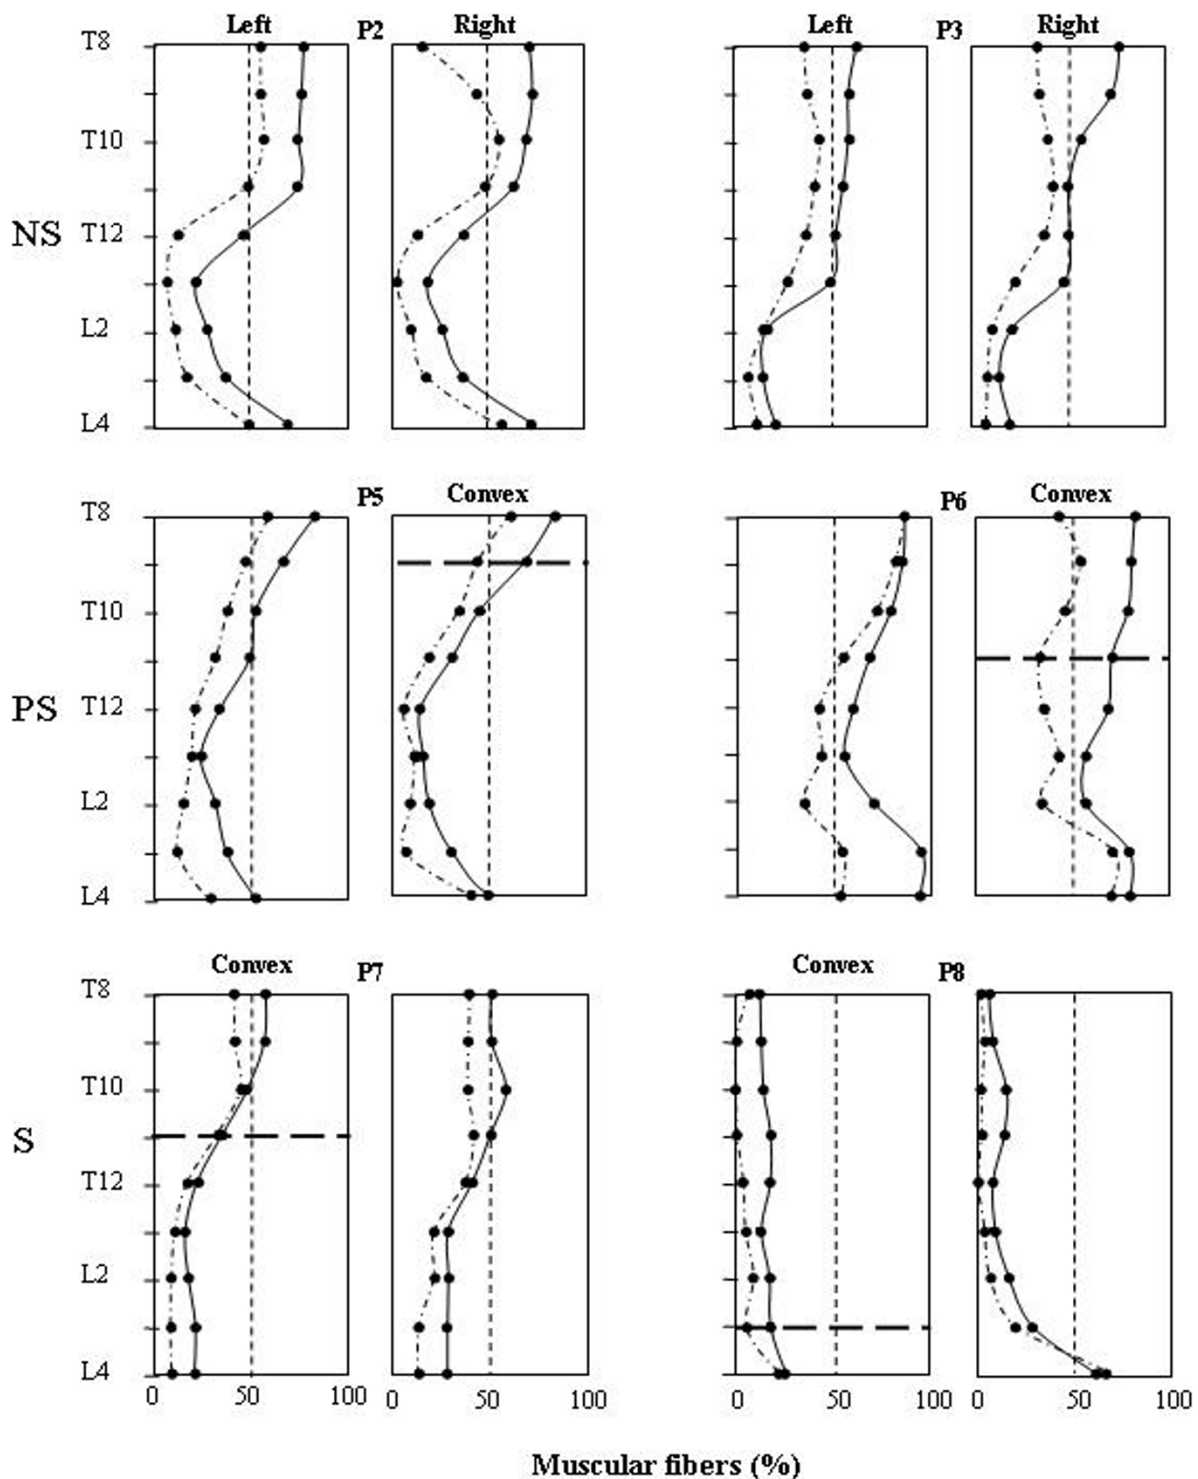 Left P2 Right Left P3 Right
T8
T10
NS T12
L2
L4
P5 Convex P6 Convex
T8
T10
PS T12
L2
L4
Convex P7 Convex P8
T8
T10
S T12
L2
L4
0 50 100 0 50 100 0 50 100 0 50 100
Muscular fibers (%)